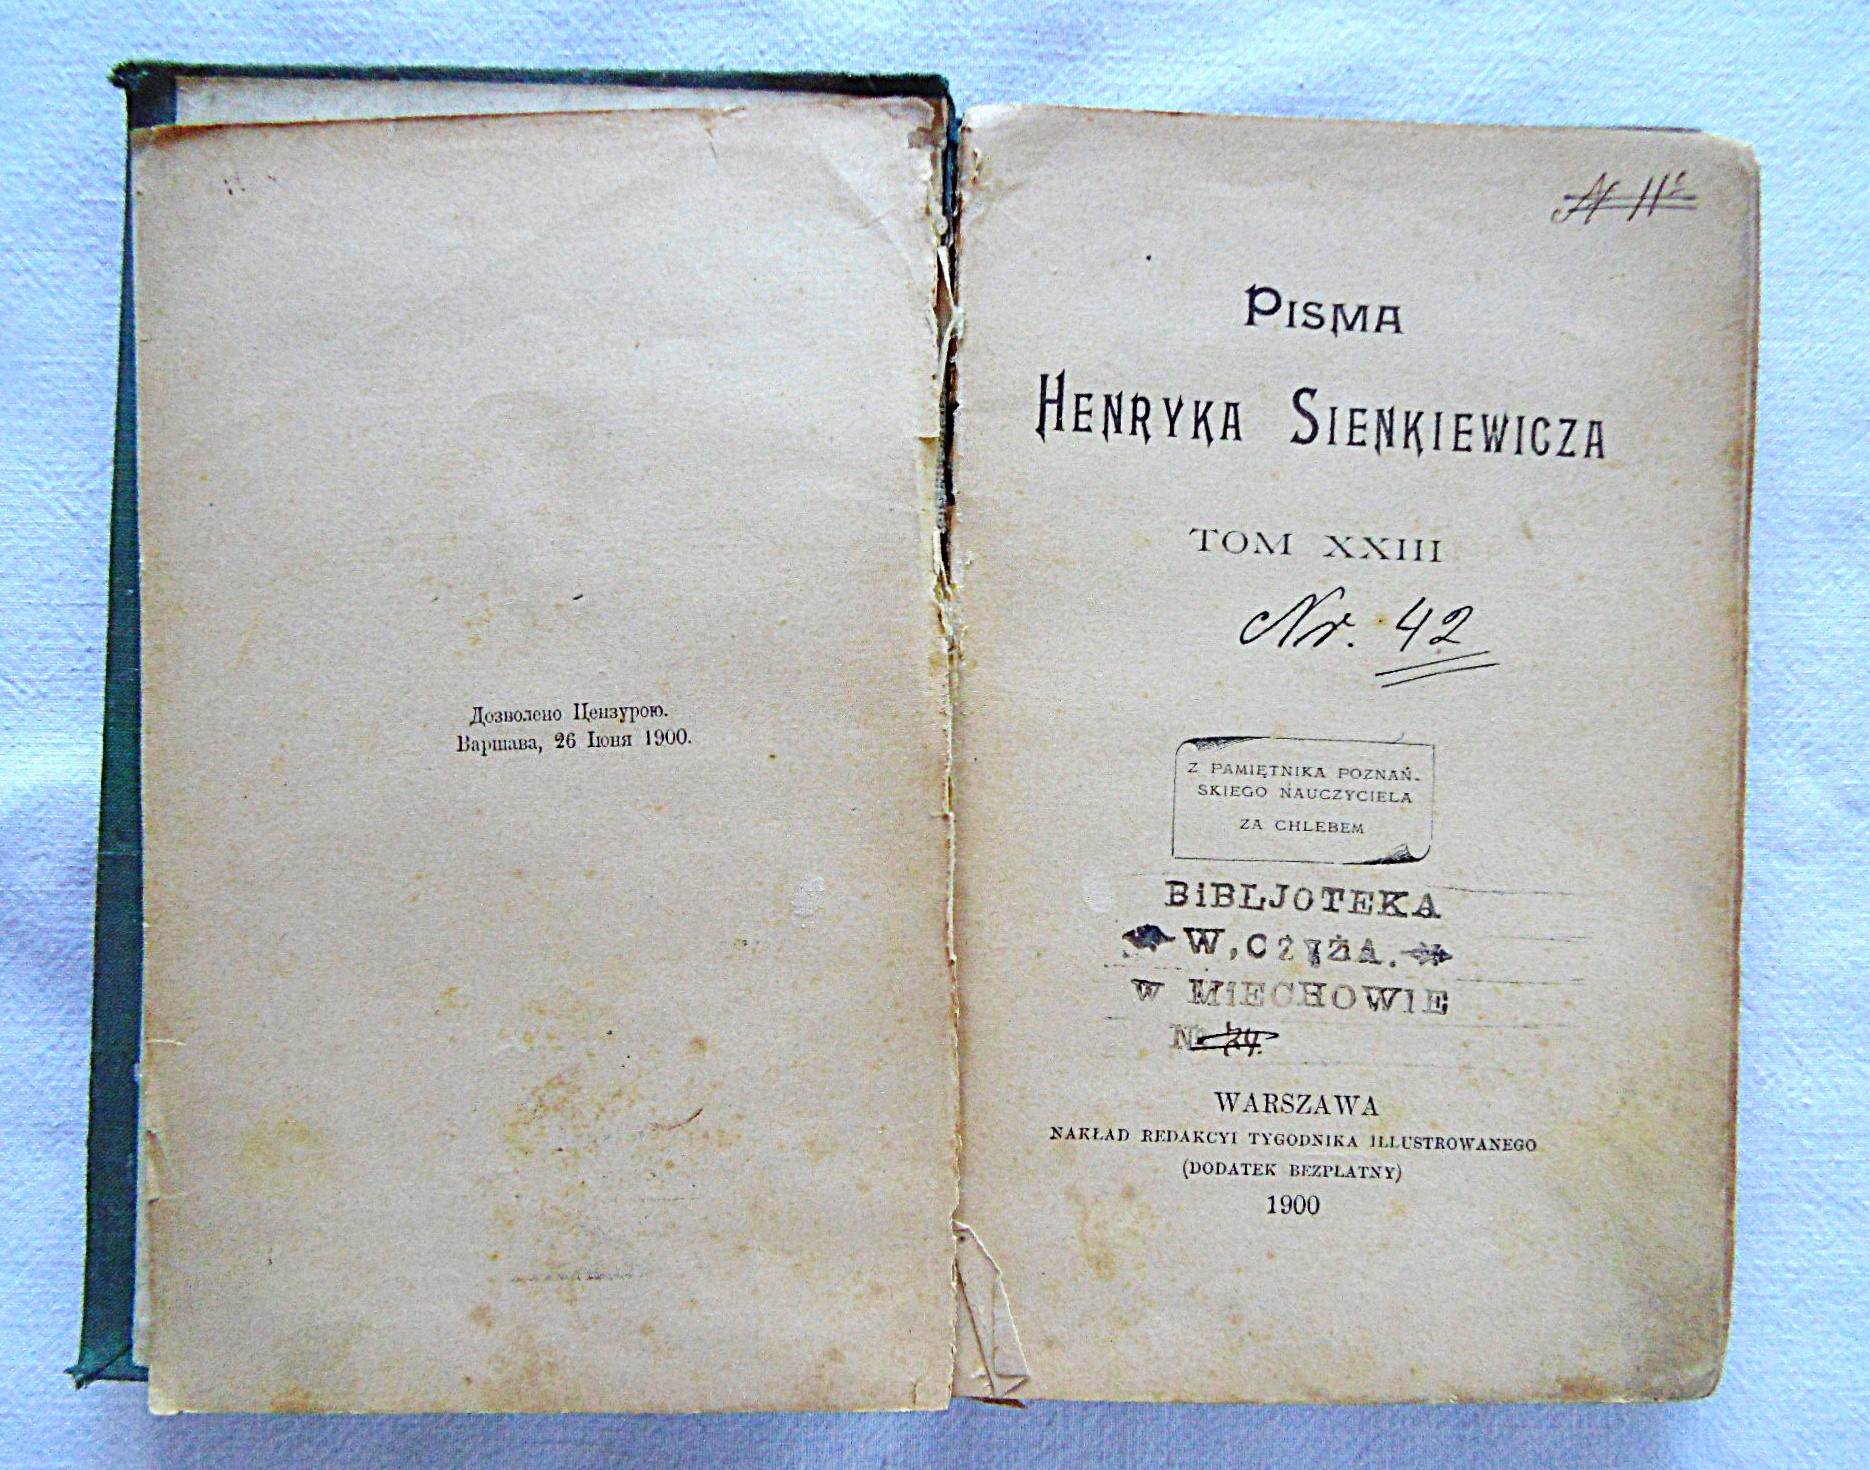 Дозволено Цензурою.
Варшава, 26 Іюня 1900.
PISMA
HENRYKA SIENKIEWICZA
TOM XXIII
Nr. 42
Z PAMIĘTNIKA POZNAŃ-
SKIEGO NAUCZYCIELA
ZA CHLEBEM
BiBLJOTEKA
W, CZYŻA.
W MiECHOWIE
WARSZAWA
NAKŁAD REDAKCYI TYGODNIKA ILLUSTROWANEGO
(DODATEK BEZPŁATNY)
1900